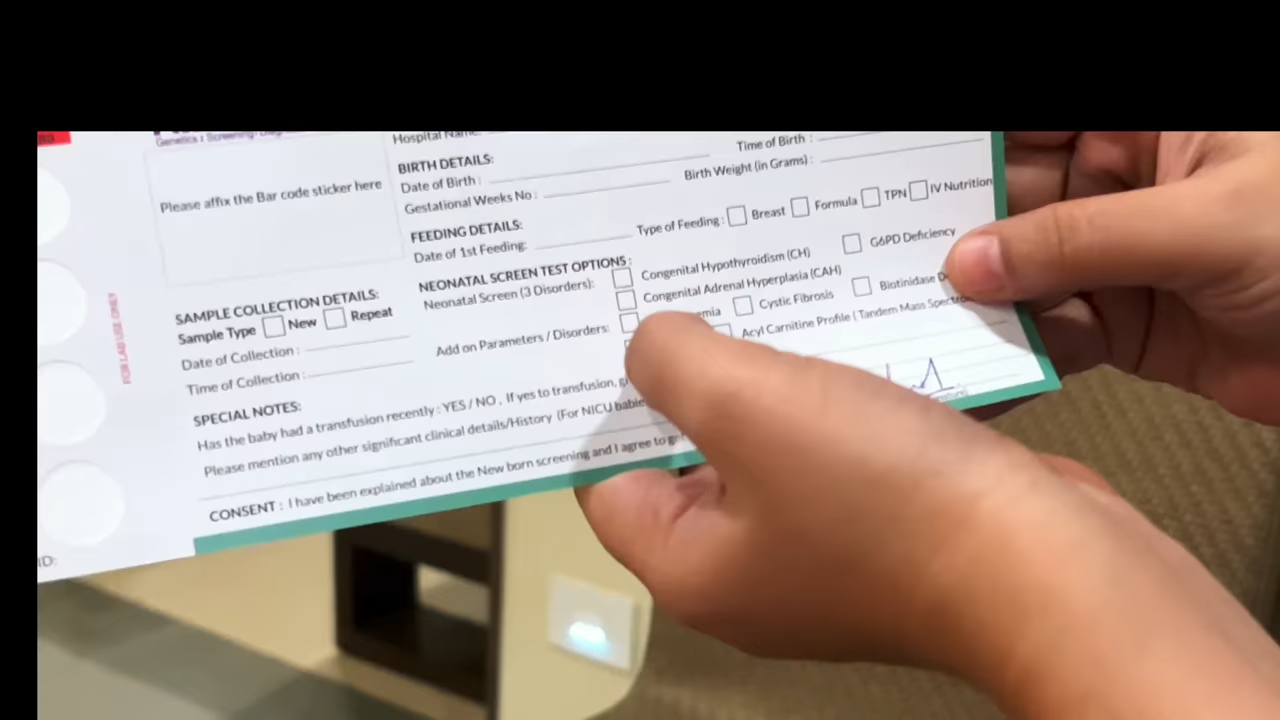 Genetics | Screening
Hospital Name:
BIRTH DETAILS:
Date of Birth :
Time of Birth :
Gestational Weeks No :
Birth Weight (in Grams) :
Please affix the Bar code sticker here
FEEDING DETAILS:
Date of 1st Feeding:
Type of Feeding : Breast Formula TPN IV Nutrition
NEONATAL SCREEN TEST OPTIONS :
Neonatal Screen (3 Disorders): Congenital Hypothyroidism (CH) G6PD Deficiency
Congenital Adrenal Hyperplasia (CAH)
Add on Parameters / Disorders: Cystic Fibrosis Biotinidase
Acyl Carnitine Profile ( Tandem Mass
SAMPLE COLLECTION DETAILS:
Sample Type New Repeat
Date of Collection :
Time of Collection :
FOR LAB USE ONLY
SPECIAL NOTES:
Has the baby had a transfusion recently : YES / NO . If yes to transfusion,
Please mention any other significant clinical details/History (For NICU babie
CONSENT : I have been explained about the New born screening and I agree to
ID: